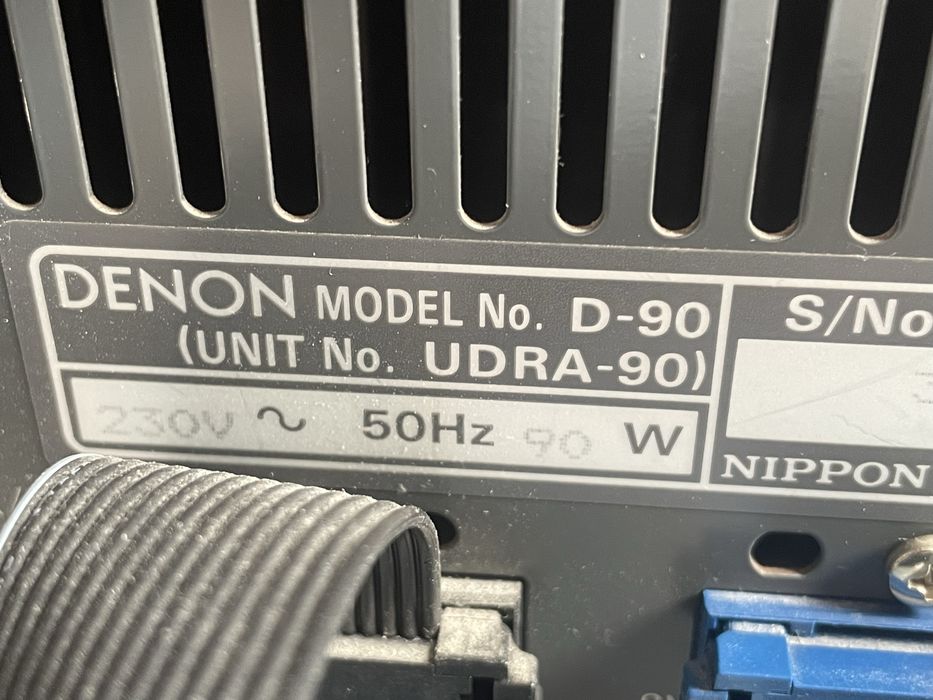 DENON MODEL No. D-90
(UNIT No. UDRA-90)
230V ~ 50Hz 90 W
S/No
NIPPON